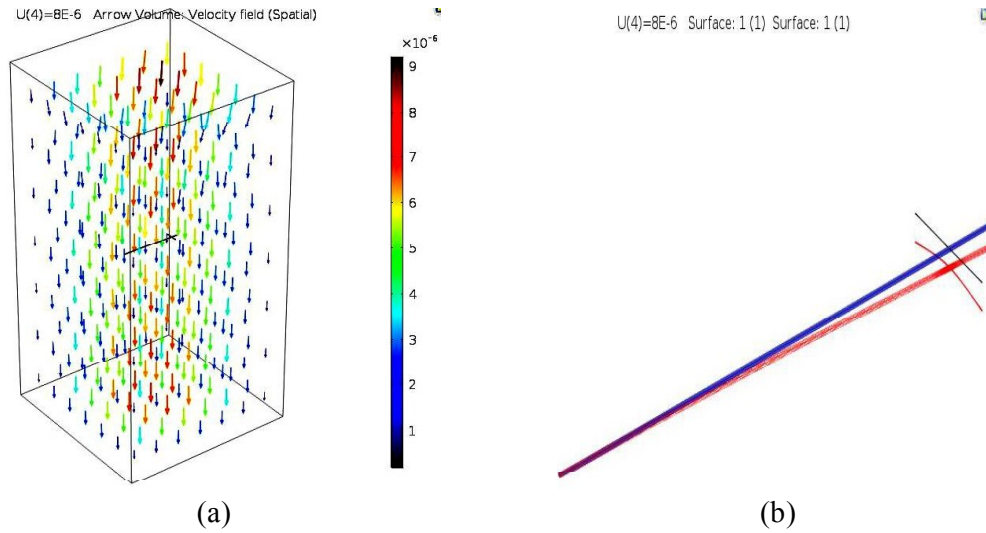 U(4)=8E-6 Arrow Volume: Velocity field (Spatial)
×10⁻⁶
9
8
7
6
5
4
3
2
1
(a)
U(4)=8E-6 Surface: 1 (1) Surface: 1 (1)
(b)